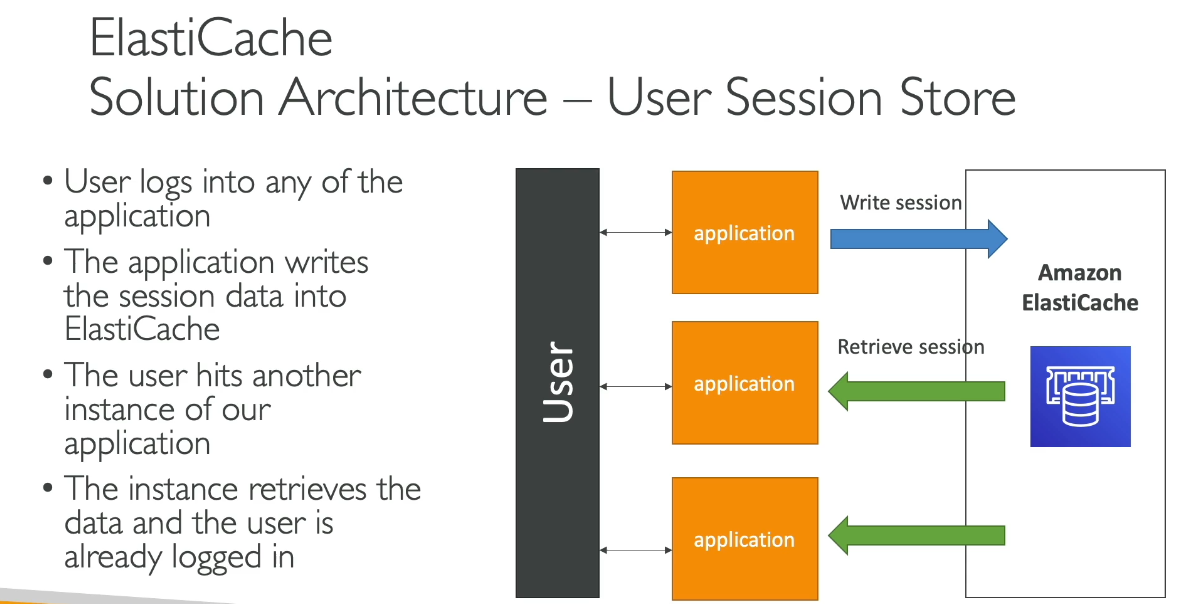 ElastiCache
Solution Architecture – User Session Store
• User logs into any of the
application
• The application writes
the session data into
ElastiCache
• The user hits another
instance of our
application
• The instance retrieves the
data and the user is
already logged in
User
application
Write session
application
Retrieve session
application
Amazon
ElastiCache